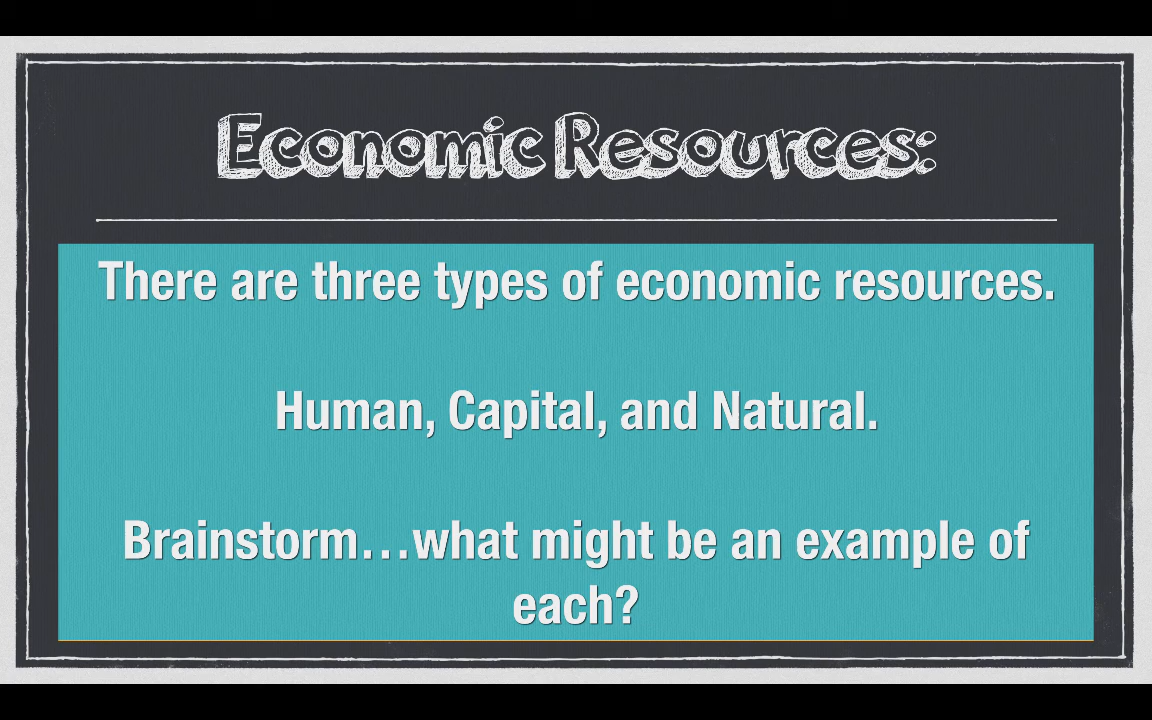 Economic Resources:
There are three types of economic resources.
Human, Capital, and Natural.
Brainstorm…what might be an example of
each?